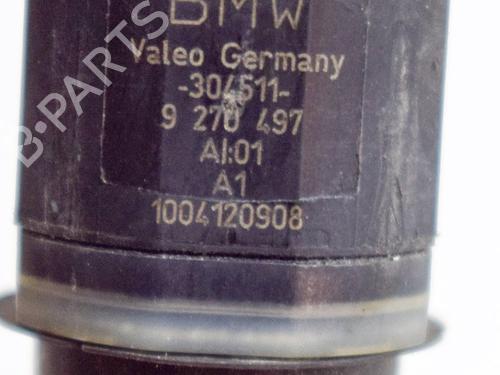 BMW
Valeo Germany
-304511-
9 270 497
AI:01
A1
1004120908
B-PARTS